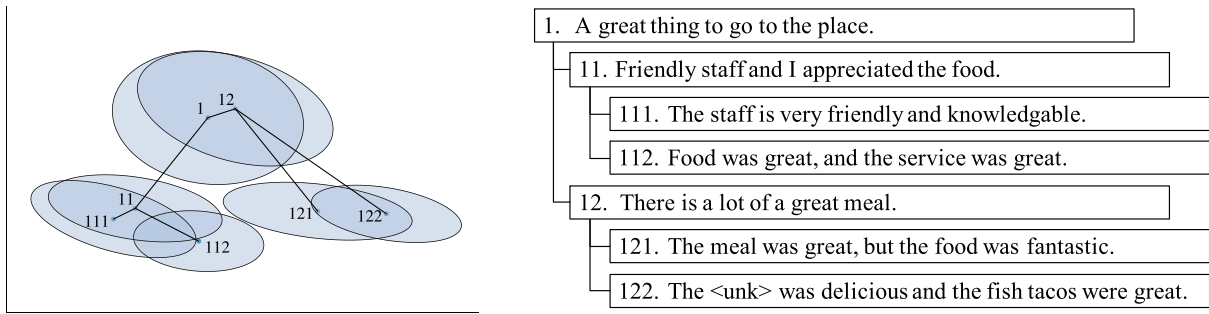 1
12
11
111
112
121
122
1. A great thing to go to the place.
11. Friendly staff and I appreciated the food.
111. The staff is very friendly and knowledgable.
112. Food was great, and the service was great.
12. There is a lot of a great meal.
121. The meal was great, but the food was fantastic.
122. The <unk> was delicious and the fish tacos were great.